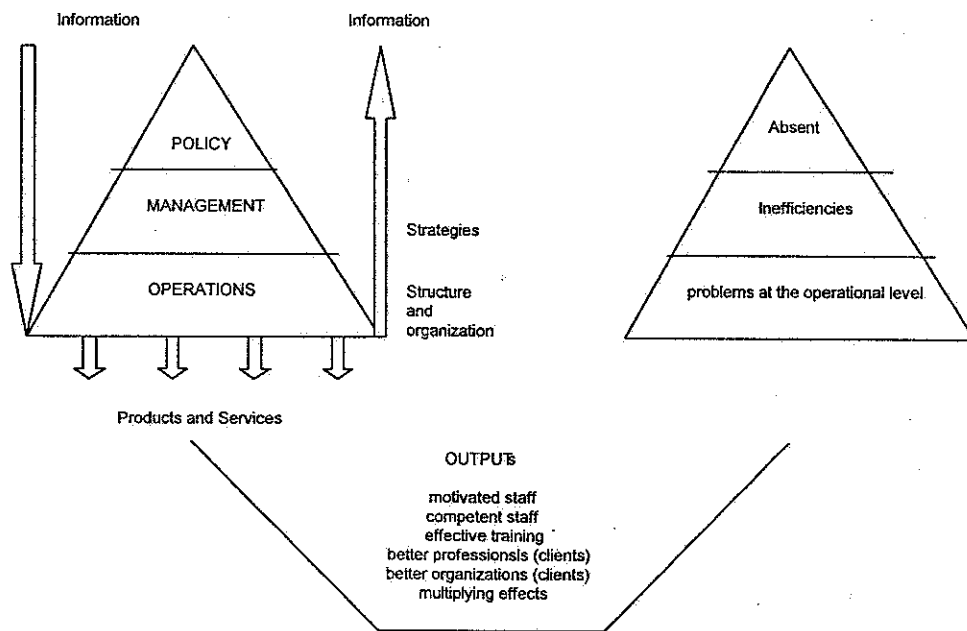 Information
Information
POLICY
MANAGEMENT
OPERATIONS
Strategies
Structure
and
organization
Products and Services
Absent
Inefficiencies
problems at the operational level
OUTPUTs
motivated staff
competent staff
effective training
better professionsls (clients)
better organizations (clients)
multiplying effects